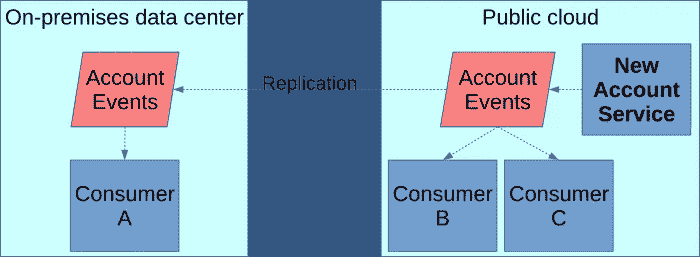 On-premises data center
Public cloud
Account
Events
Replication
Account
Events
New
Account
Service
Consumer
A
Consumer
B
Consumer
C